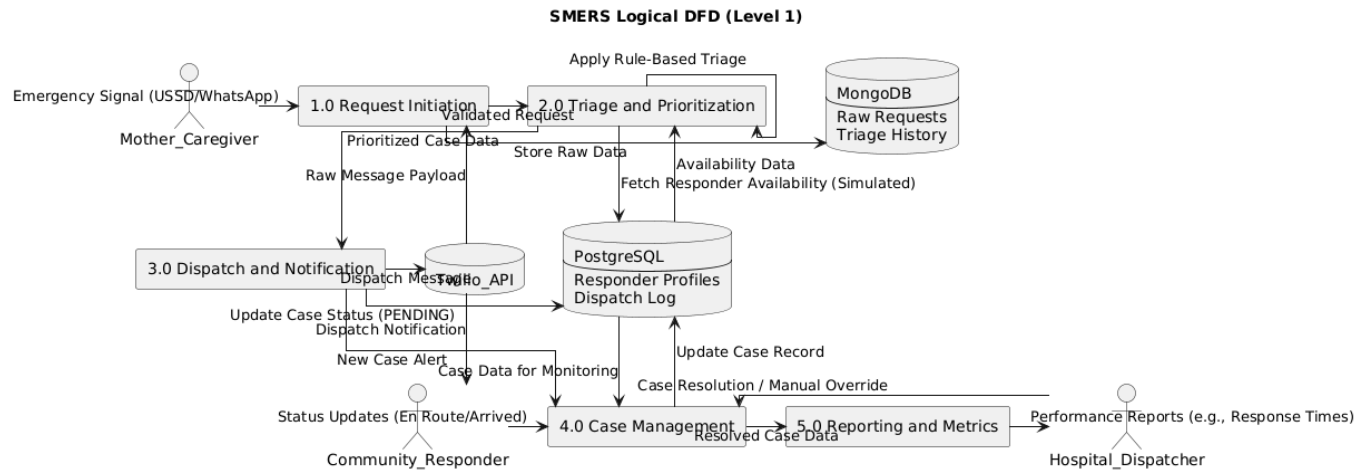 SMERS Logical DFD (Level 1)
Apply Rule-Based Triage
Emergency Signal (USSD/WhatsApp)
Mother_Caregiver
1.0 Request Initiation
2.0 Triage and Prioritization
MongoDB
Raw Requests
Triage History
Validated Request
Prioritized Case Data
Store Raw Data
Raw Message Payload
Availability Data
Fetch Responder Availability (Simulated)
3.0 Dispatch and Notification
Dispatch Message
Twilio_API
PostgreSQL
Responder Profiles
Dispatch Log
Update Case Status (PENDING)
Dispatch Notification
New Case Alert
Case Data for Monitoring
Update Case Record
Case Resolution / Manual Override
Status Updates (En Route/Arrived)
Community_Responder
4.0 Case Management
Resolved Case Data
5.0 Reporting and Metrics
Performance Reports (e.g., Response Times)
Hospital_Dispatcher